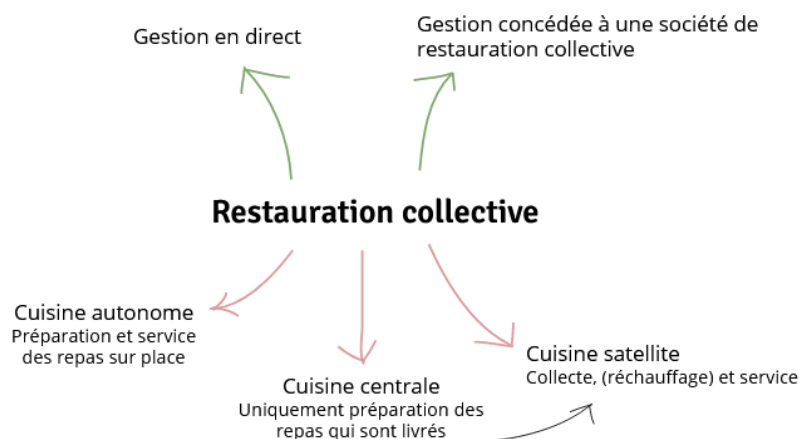 Gestion en direct
Gestion concédée à une société de
restauration collective
Restauration collective
Cuisine autonome
Préparation et service
des repas sur place
Cuisine centrale
Uniquement préparation des
repas qui sont livrés
Cuisine satellite
Collecte, (réchauffage) et service